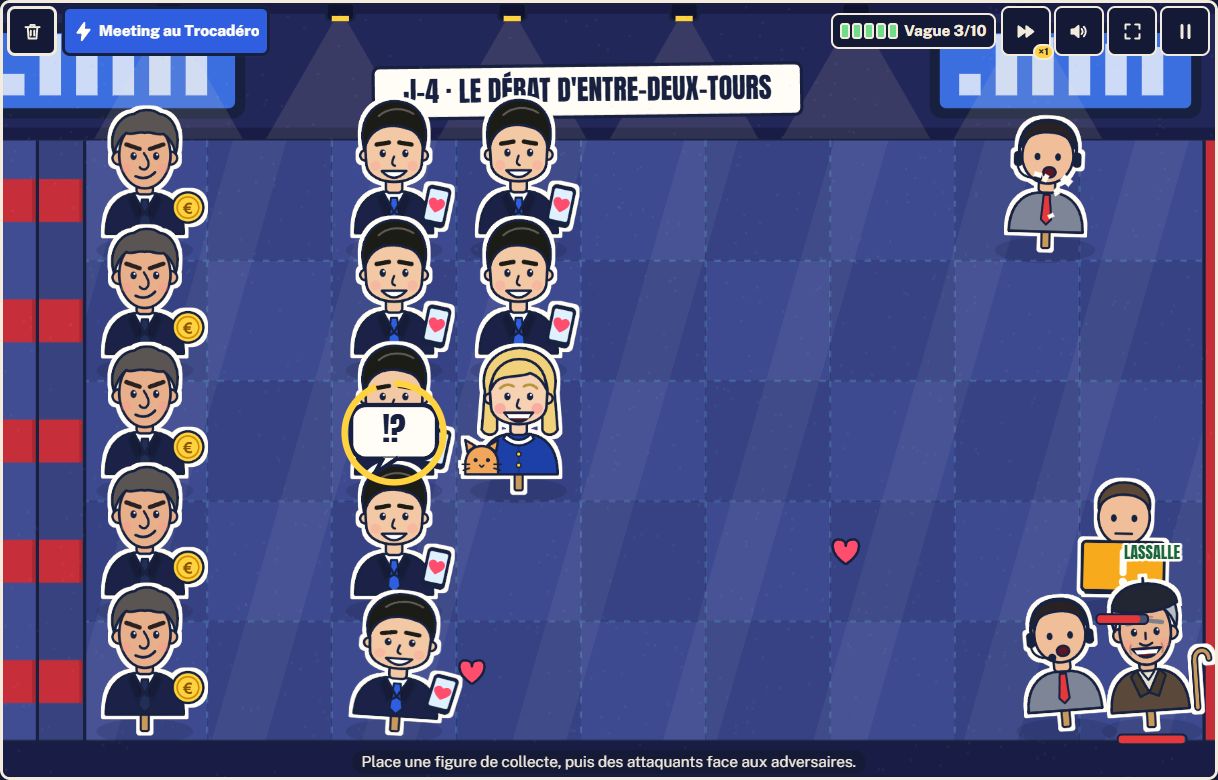 Meeting au Trocadéro
Vague 3/10
×1
J-4 · LE DÉBAT D'ENTRE-DEUX-TOURS
€
€
€
!?
€
LASSALLE
€
Place une figure de collecte, puis des attaquants face aux adversaires.